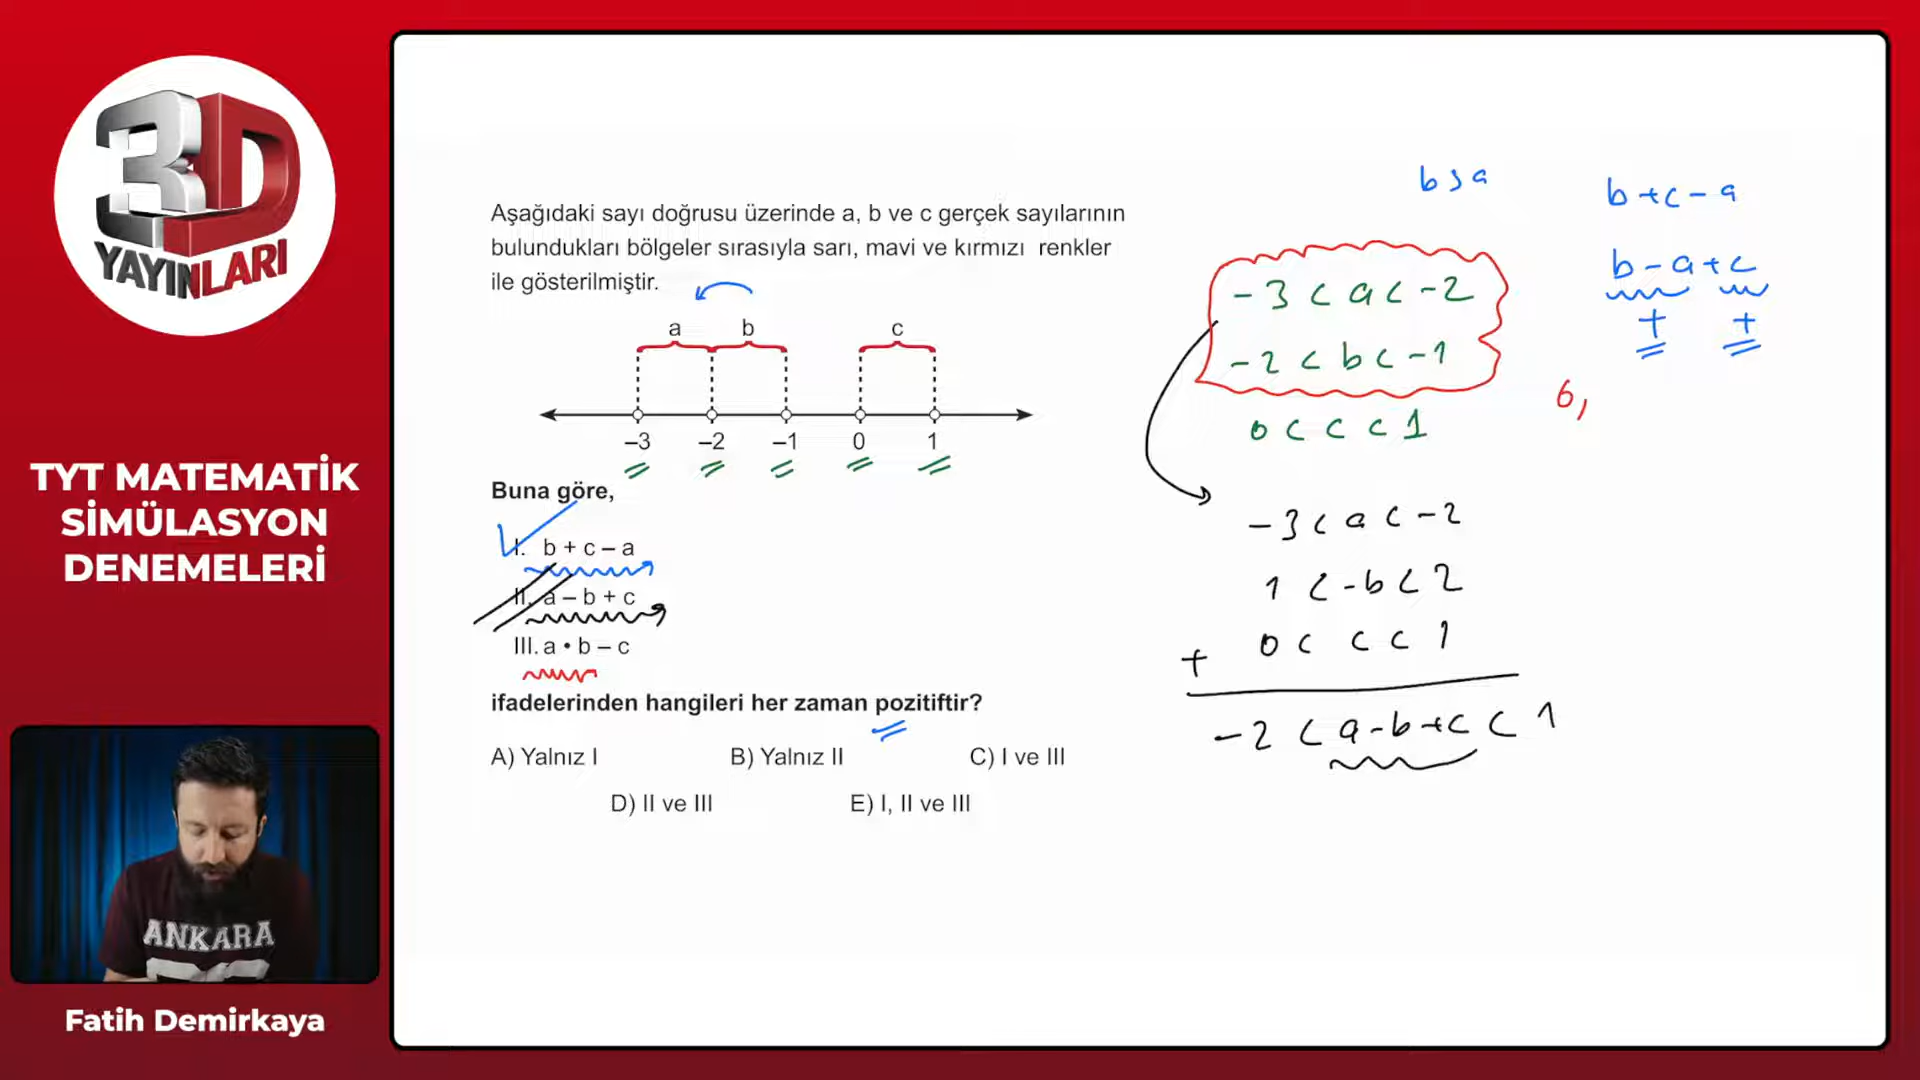 3D
YAYINLARI
TYT MATEMATİK
SİMÜLASYON
DENEMELERİ
ANKARA
Fatih Demirkaya
Aşağıdaki sayı doğrusu üzerinde a, b ve c gerçek sayılarının
bulundukları bölgeler sırasıyla sarı, mavi ve kırmızı renkler
ile gösterilmiştir.
a b c
–3 –2 –1 0 1
Buna göre,
I. b + c – a
II. a – b + c
III. a • b – c
ifadelerinden hangileri her zaman pozitiftir?
A) Yalnız I B) Yalnız II C) I ve III
D) II ve III E) I, II ve III
b > a
b + c - a
b - a + c
+ +
-3 < a < -2
-2 < b < -1
0 < c < 1
6,
-3 < a < -2
1 < -b < 2
+ 0 < c < 1
-2 < a - b + c < 1